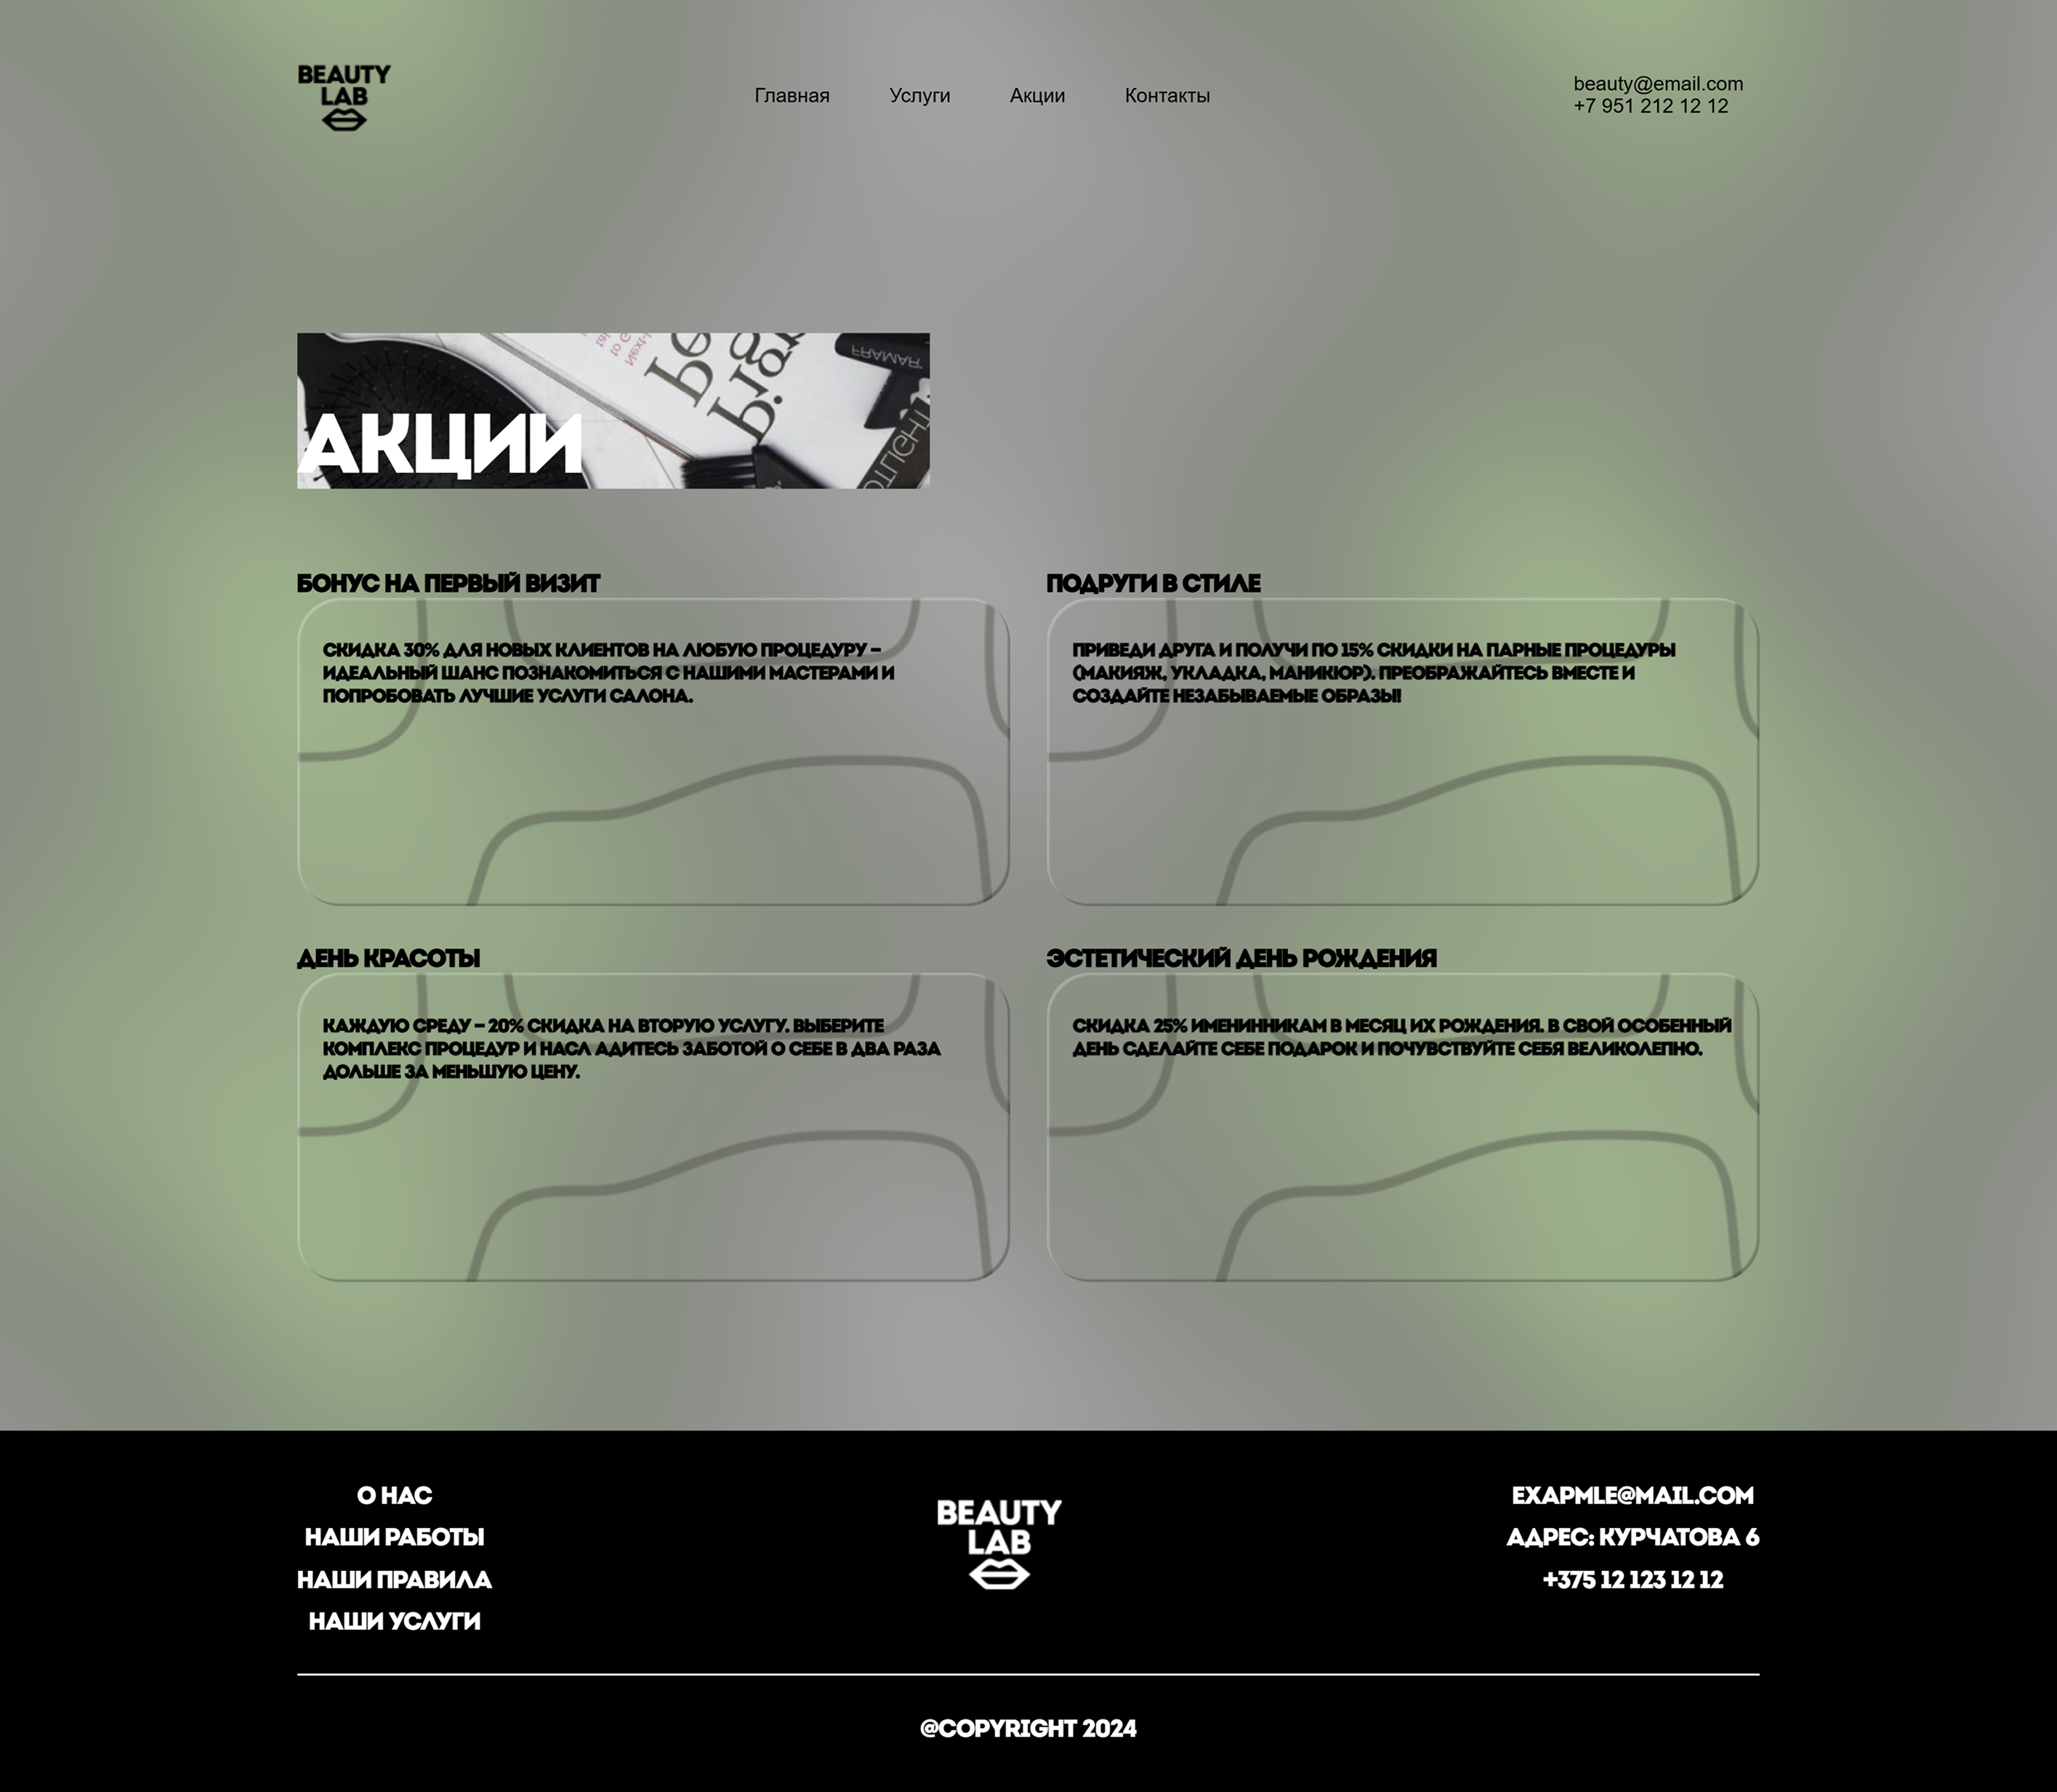 BEAUTY
LAB
Главная Услуги Акции Контакты
beauty@email.com
+7 951 212 12 12
FRAMAR
АКЦИИ
БОНУС НА ПЕРВЫЙ ВИЗИТ
СКИДКА 30% ДЛЯ НОВЫХ КЛИЕНТОВ НА ЛЮБУЮ ПРОЦЕДУРУ –
ИДЕАЛЬНЫЙ ШАНС ПОЗНАКОМИТЬСЯ С НАШИМИ МАСТЕРАМИ И
ПОПРОБОВАТЬ ЛУЧШИЕ УСЛУГИ САЛОНА.
ПОДРУГИ В СТИЛЕ
ПРИВЕДИ ДРУГА И ПОЛУЧИ ПО 15% СКИДКИ НА ПАРНЫЕ ПРОЦЕДУРЫ
(МАКИЯЖ, УКЛАДКА, МАНИКЮР). ПРЕОБРАЖАЙТЕСЬ ВМЕСТЕ И
СОЗДАЙТЕ НЕЗАБЫВАЕМЫЕ ОБРАЗЫ!
ДЕНЬ КРАСОТЫ
КАЖДУЮ СРЕДУ – 20% СКИДКА НА ВТОРУЮ УСЛУГУ. ВЫБЕРИТЕ
КОМПЛЕКС ПРОЦЕДУР И НАСЛ АДИТЕСЬ ЗАБОТОЙ О СЕБЕ В ДВА РАЗА
ДОЛЬШЕ ЗА МЕНЬШУЮ ЦЕНУ.
ЭСТЕТИЧЕСКИЙ ДЕНЬ РОЖДЕНИЯ
СКИДКА 25% ИМЕНИННИКАМ В МЕСЯЦ ИХ РОЖДЕНИЯ. В СВОЙ ОСОБЕННЫЙ
ДЕНЬ СДЕЛАЙТЕ СЕБЕ ПОДАРОК И ПОЧУВСТВУЙТЕ СЕБЯ ВЕЛИКОЛЕПНО.
О НАС
НАШИ РАБОТЫ
НАШИ ПРАВИЛА
НАШИ УСЛУГИ
BEAUTY
LAB
EXAPMLE@MAIL.COM
АДРЕС: КУРЧАТОВА 6
+375 12 123 12 12
@COPYRIGHT 2024